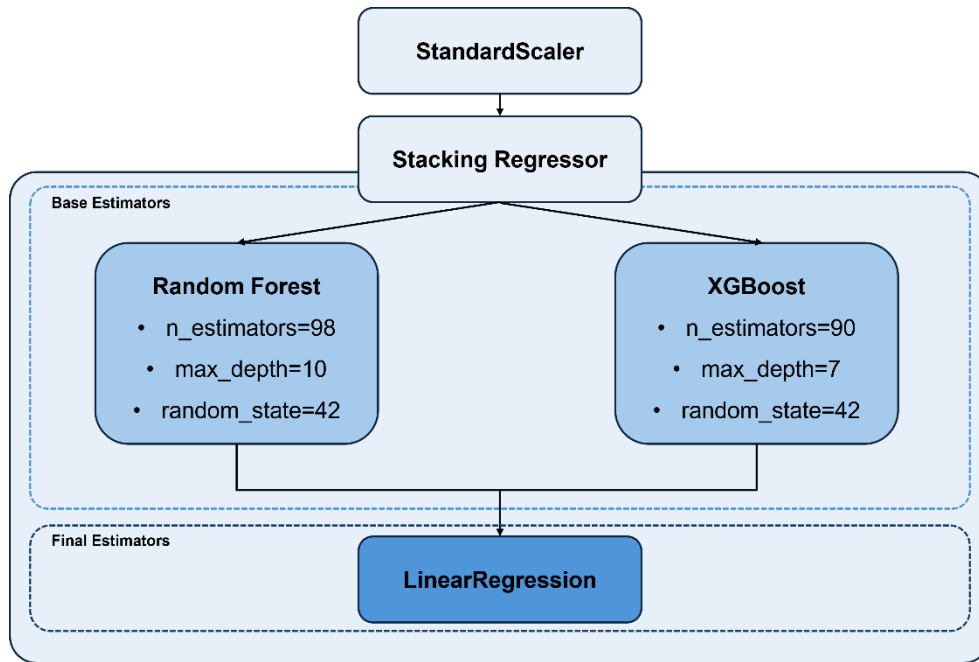 StandardScaler
Stacking Regressor
Base Estimators
Random Forest
• n_estimators=98
• max_depth=10
• random_state=42
XGBoost
• n_estimators=90
• max_depth=7
• random_state=42
Final Estimators
LinearRegression